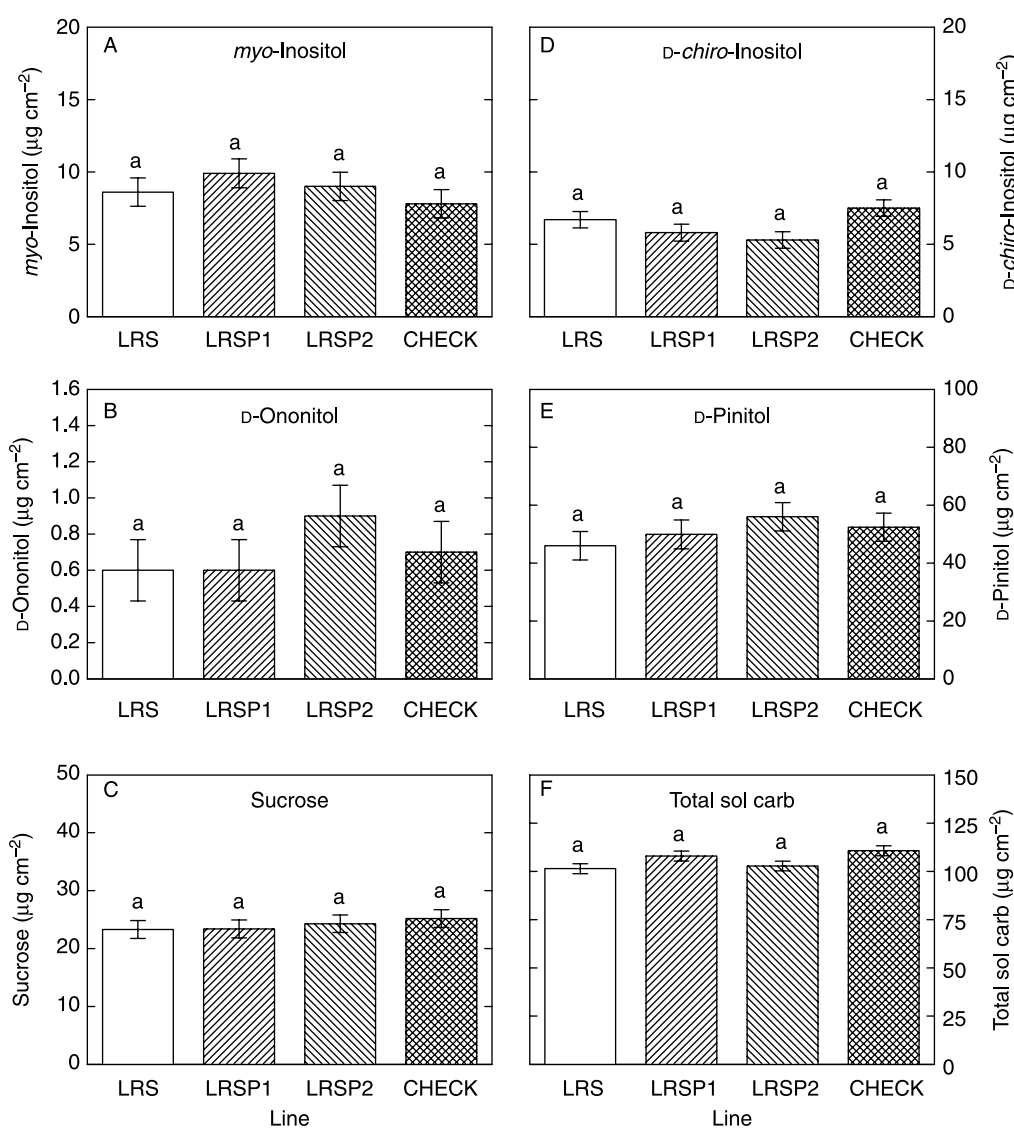 A
myo-Inositol
myo-Inositol (µg cm⁻²)
20
15
10
5
0
a a a a
LRS LRSP1 LRSP2 CHECK
D
D-chiro-Inositol
D-chiro-Inositol (µg cm⁻²)
20
15
10
5
0
a a a a
LRS LRSP1 LRSP2 CHECK
B
D-Ononitol
D-Ononitol (µg cm⁻²)
1.6
1.4
1.2
1.0
0.8
0.6
0.4
0.2
0.0
a a a a
LRS LRSP1 LRSP2 CHECK
E
D-Pinitol
D-Pinitol (µg cm⁻²)
100
80
60
40
20
0
a a a a
LRS LRSP1 LRSP2 CHECK
C
Sucrose
Sucrose (µg cm⁻²)
50
40
30
20
10
0
a a a a
LRS LRSP1 LRSP2 CHECK
Line
F
Total sol carb
Total sol carb (µg cm⁻²)
150
125
100
75
50
25
0
a a a a
LRS LRSP1 LRSP2 CHECK
Line